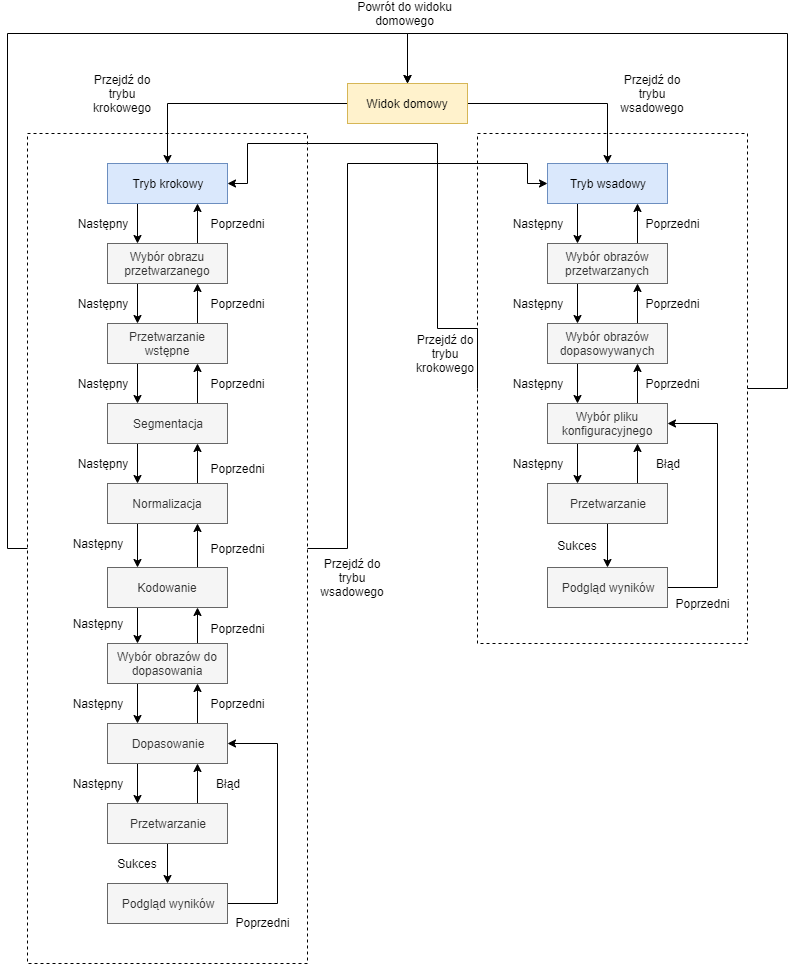 Powrót do widoku
domowego
Przejdź do
trybu
krokowego
Widok domowy
Przejdź do
trybu
wsadowego
Tryb krokowy
Następny
Poprzedni
Wybór obrazu
przetwarzanego
Następny
Poprzedni
Przetwarzanie
wstępne
Następny
Poprzedni
Segmentacja
Następny
Poprzedni
Normalizacja
Następny
Poprzedni
Kodowanie
Następny
Poprzedni
Wybór obrazów do
dopasowania
Następny
Poprzedni
Dopasowanie
Następny
Błąd
Przetwarzanie
Sukces
Podgląd wyników
Poprzedni
Przejdź do
trybu
wsadowego
Przejdź do
trybu
krokowego
Tryb wsadowy
Następny
Poprzedni
Wybór obrazów
przetwarzanych
Następny
Poprzedni
Wybór obrazów
dopasowywanych
Następny
Poprzedni
Wybór pliku
konfiguracyjnego
Następny
Błąd
Przetwarzanie
Sukces
Podgląd wyników
Poprzedni